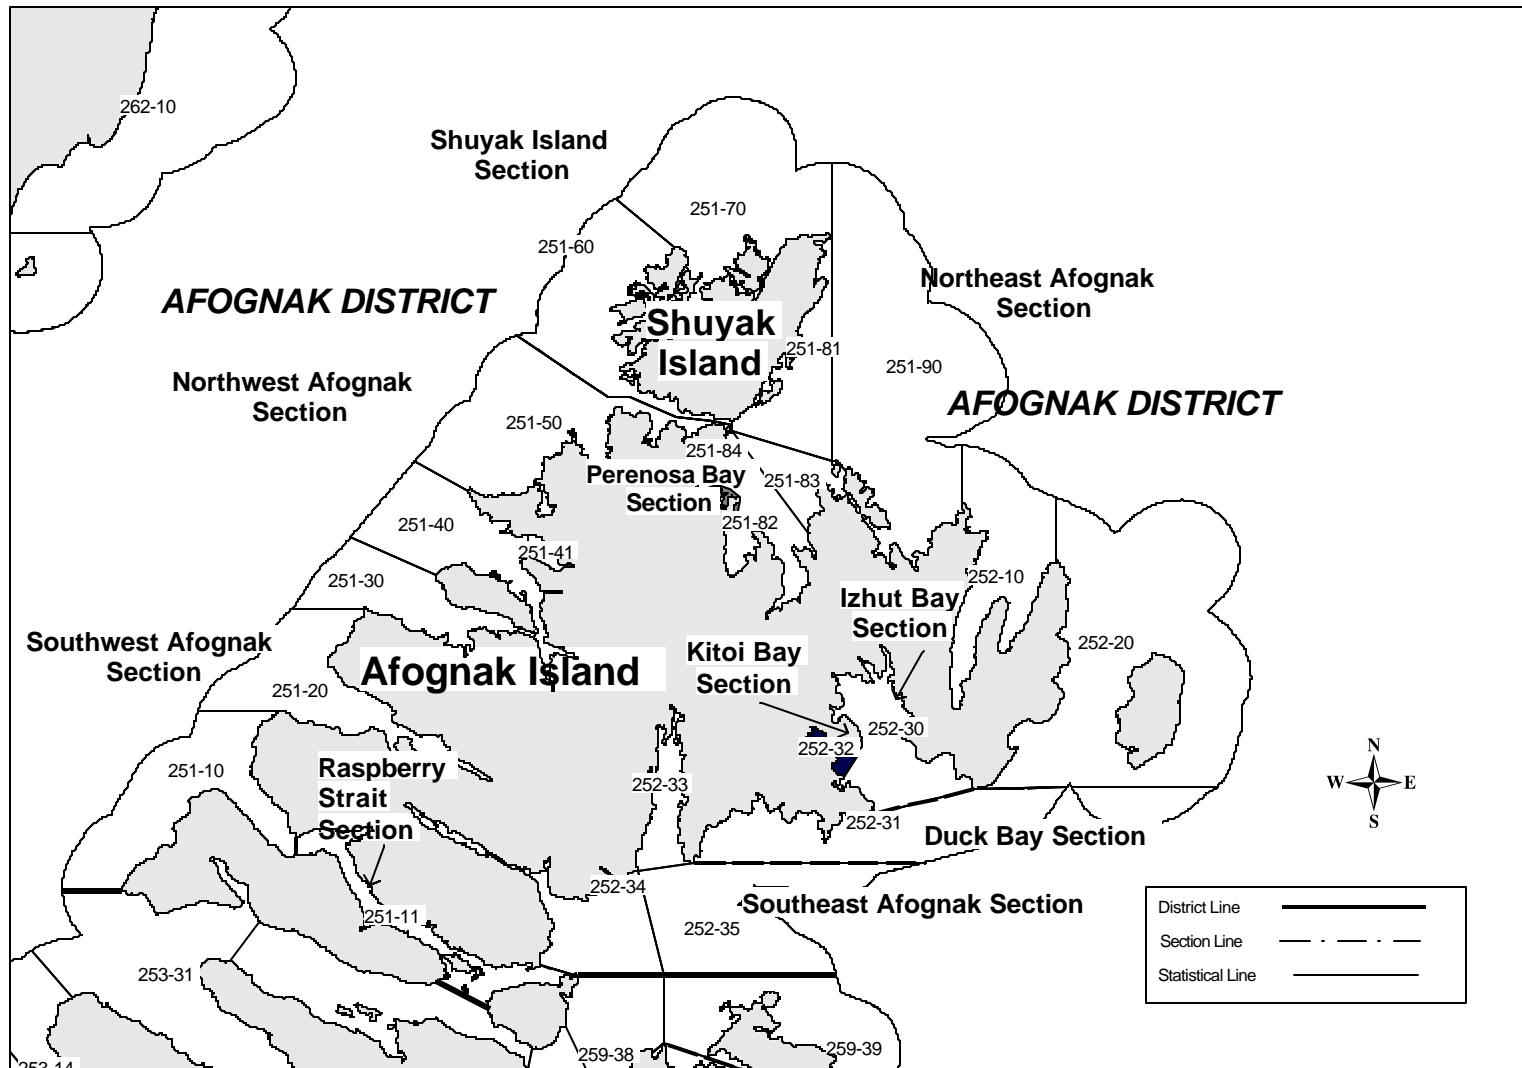 262-10
Shuyak Island
Section
251-70
251-60
Northeast Afognak
Section
AFOGNAK DISTRICT
Shuyak
Island
251-81
251-90
Northwest Afognak
Section
AFOGNAK DISTRICT
251-50
251-84
Perenosa Bay
Section
251-83
251-40
251-82
251-41
251-30
252-10
Izhut Bay
Section
Southwest Afognak
Section
252-20
Kitoi Bay
Section
Afognak Island
251-20
252-30
252-32
251-10
Raspberry
Strait
Section
252-33
N
W
E
S
252-31
Duck Bay Section
252-34
Southeast Afognak Section
251-11
252-35
District Line
Section Line
Statistical Line
253-31
259-38
259-39
253-14